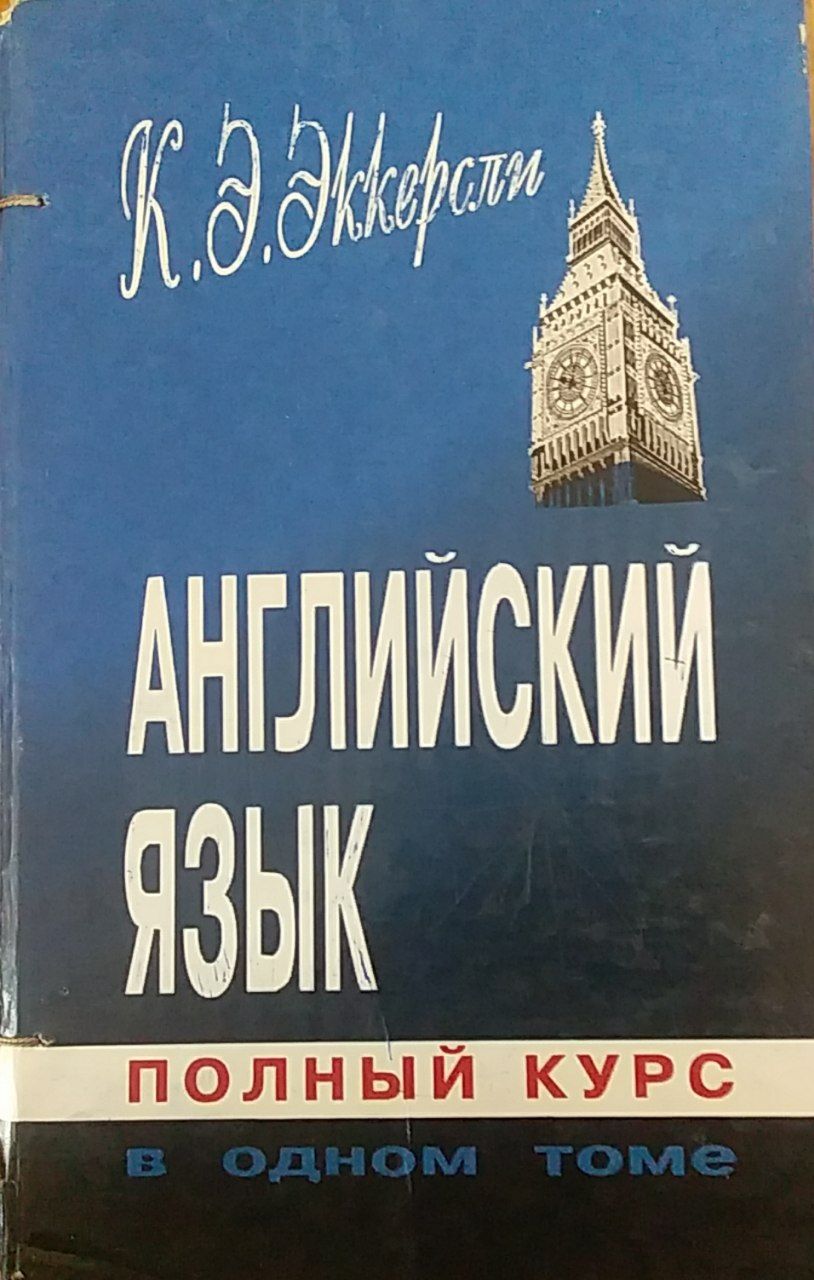 К.Э.Эккерсли
АНГЛИЙСКИЙ
ЯЗЫК
ПОЛНЫЙ КУРС
в одном томе